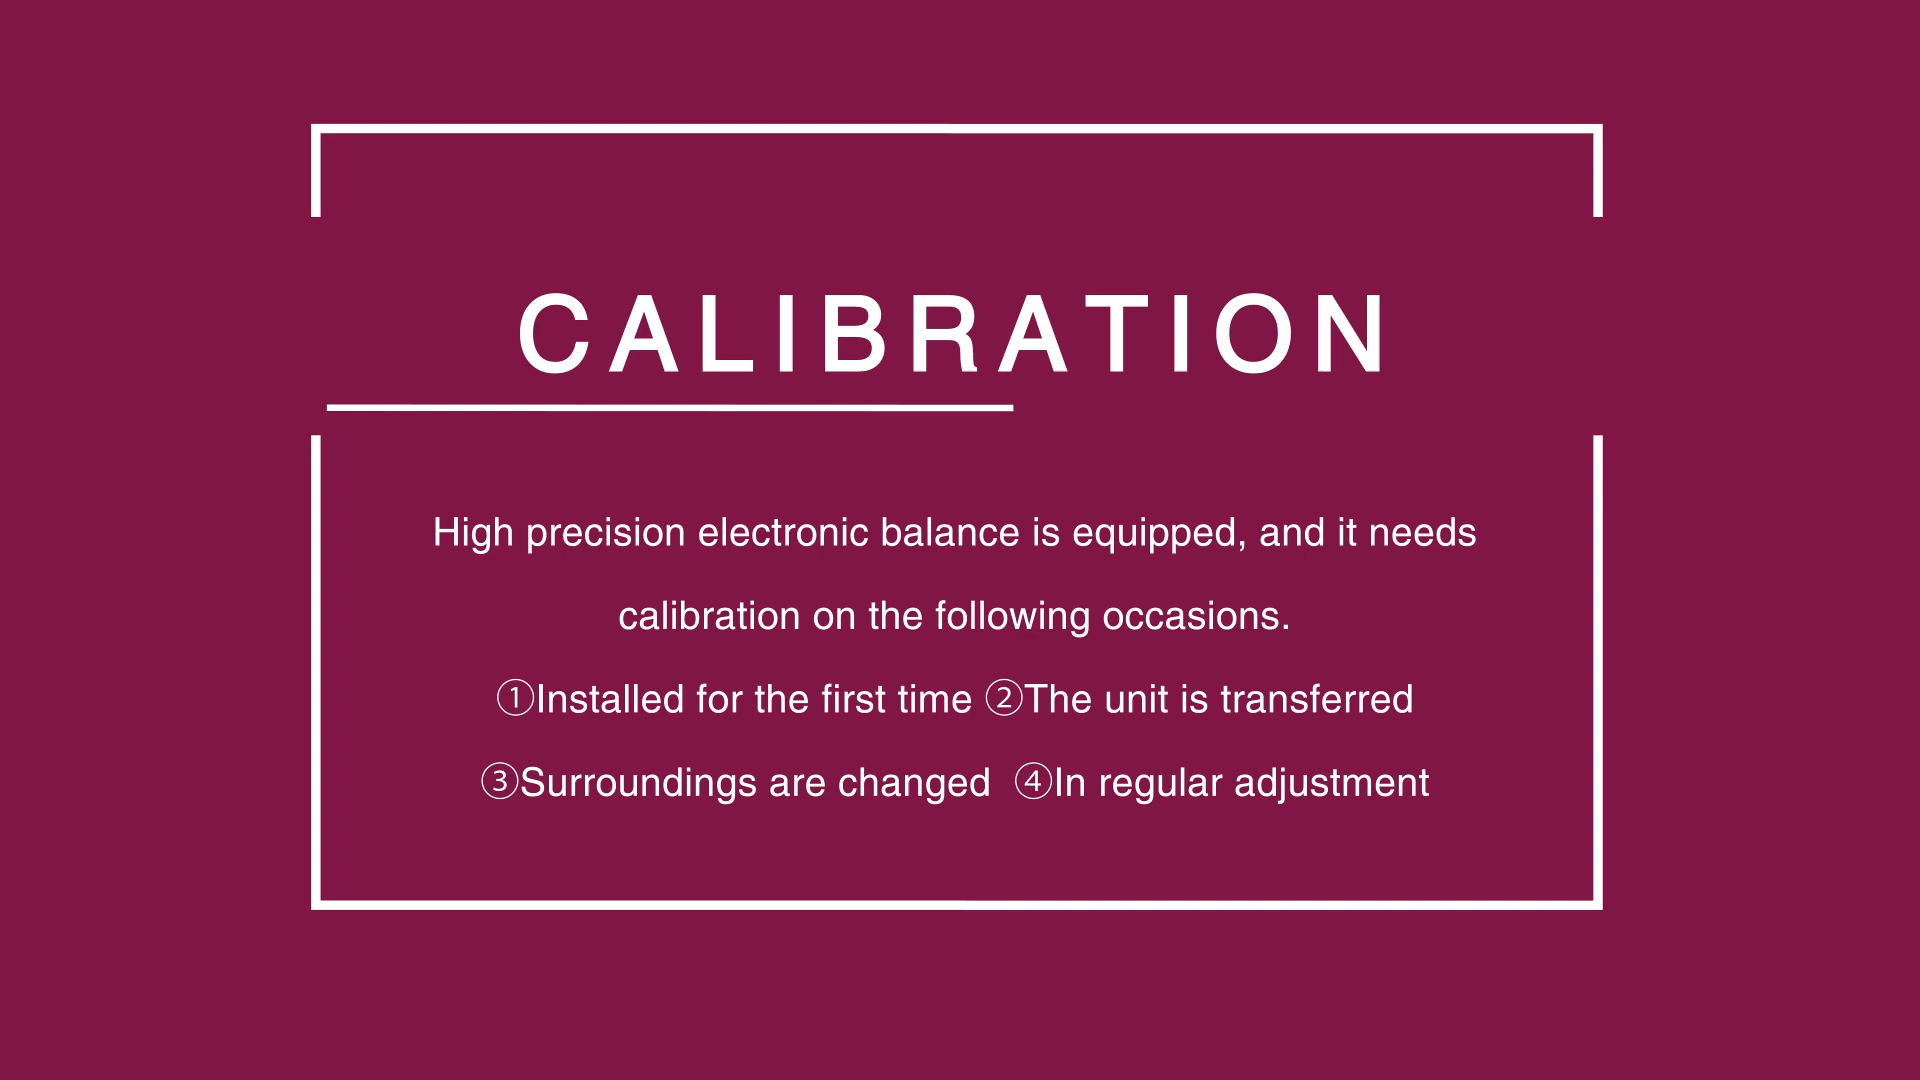 CALIBRATION
High precision electronic balance is equipped, and it needs
calibration on the following occasions.
①Installed for the first time ②The unit is transferred
③Surroundings are changed ④In regular adjustment